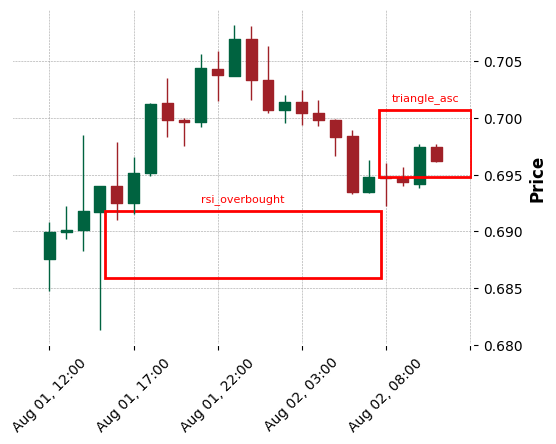 0.705
triangle_asc
0.700
0.695
rsi_overbought
0.690
0.685
0.680
Price
Aug 01, 12:00
Aug 01, 17:00
Aug 01, 22:00
Aug 02, 03:00
Aug 02, 08:00